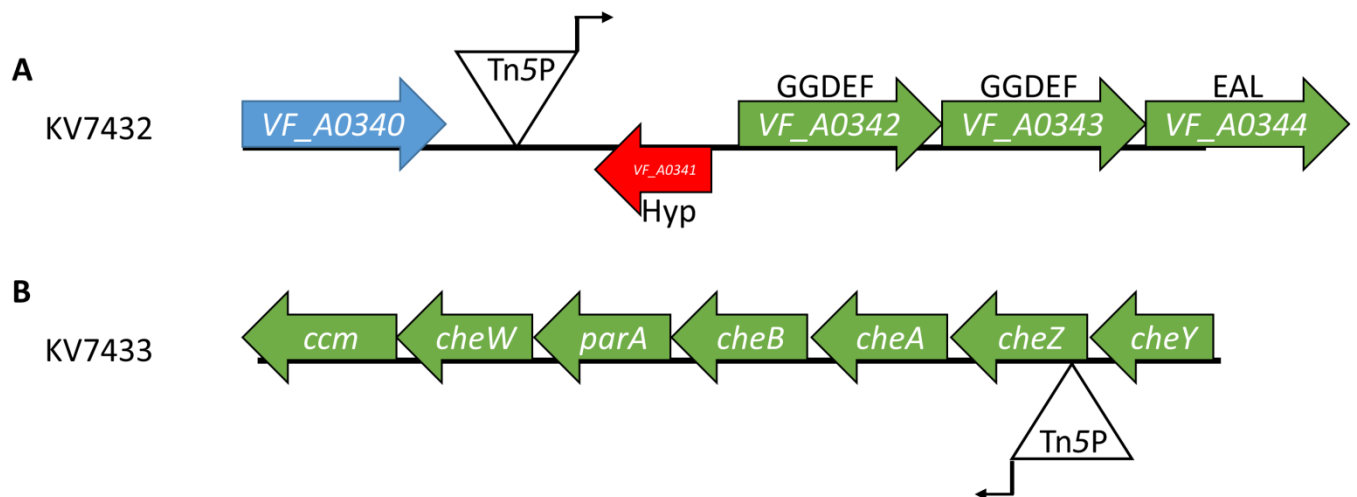 A
KV7432
Tn5P
GGDEF GGDEF EAL
VF_A0340 VF_A0342 VF_A0343 VF_A0344
VF_A0341
Hyp
B
KV7433
ccm cheW parA cheB cheA cheZ cheY
Tn5P